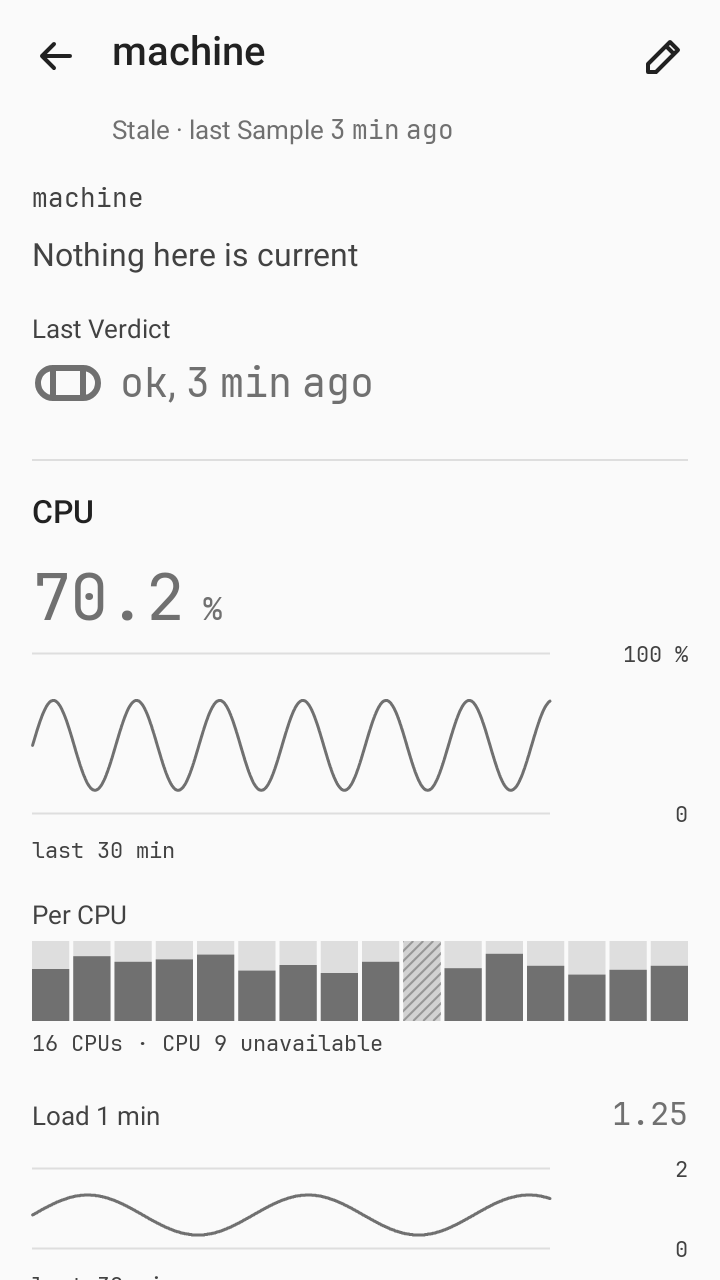 machine
Stale · last Sample 3 min ago
machine
Nothing here is current
Last Verdict
ok, 3 min ago
CPU
70.2 %
100 %
0
last 30 min
Per CPU
16 CPUs · CPU 9 unavailable
Load 1 min
1.25
2
0